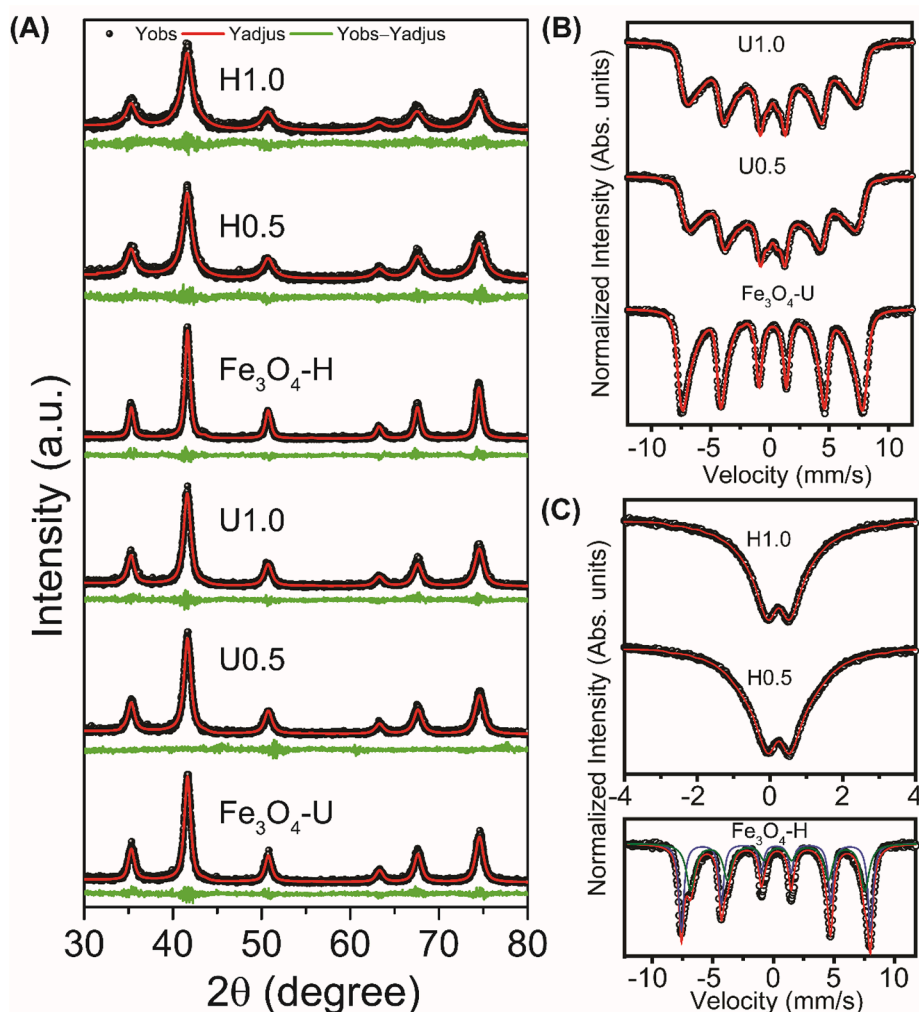 (A)
Yobs Yadjus Yobs–Yadjus
H1.0
H0.5
Fe₃O₄-H
U1.0
U0.5
Fe₃O₄-U
Intensity (a.u.)
30 40 50 60 70 80
2θ (degree)
(B)
U1.0
U0.5
Fe₃O₄-U
Normalized Intensity (Abs. units)
-10 -5 0 5 10
Velocity (mm/s)
(C)
H1.0
H0.5
-4 -2 0 2 4
Fe₃O₄-H
Normalized Intensity (Abs. units)
-10 -5 0 5 10
Velocity (mm/s)